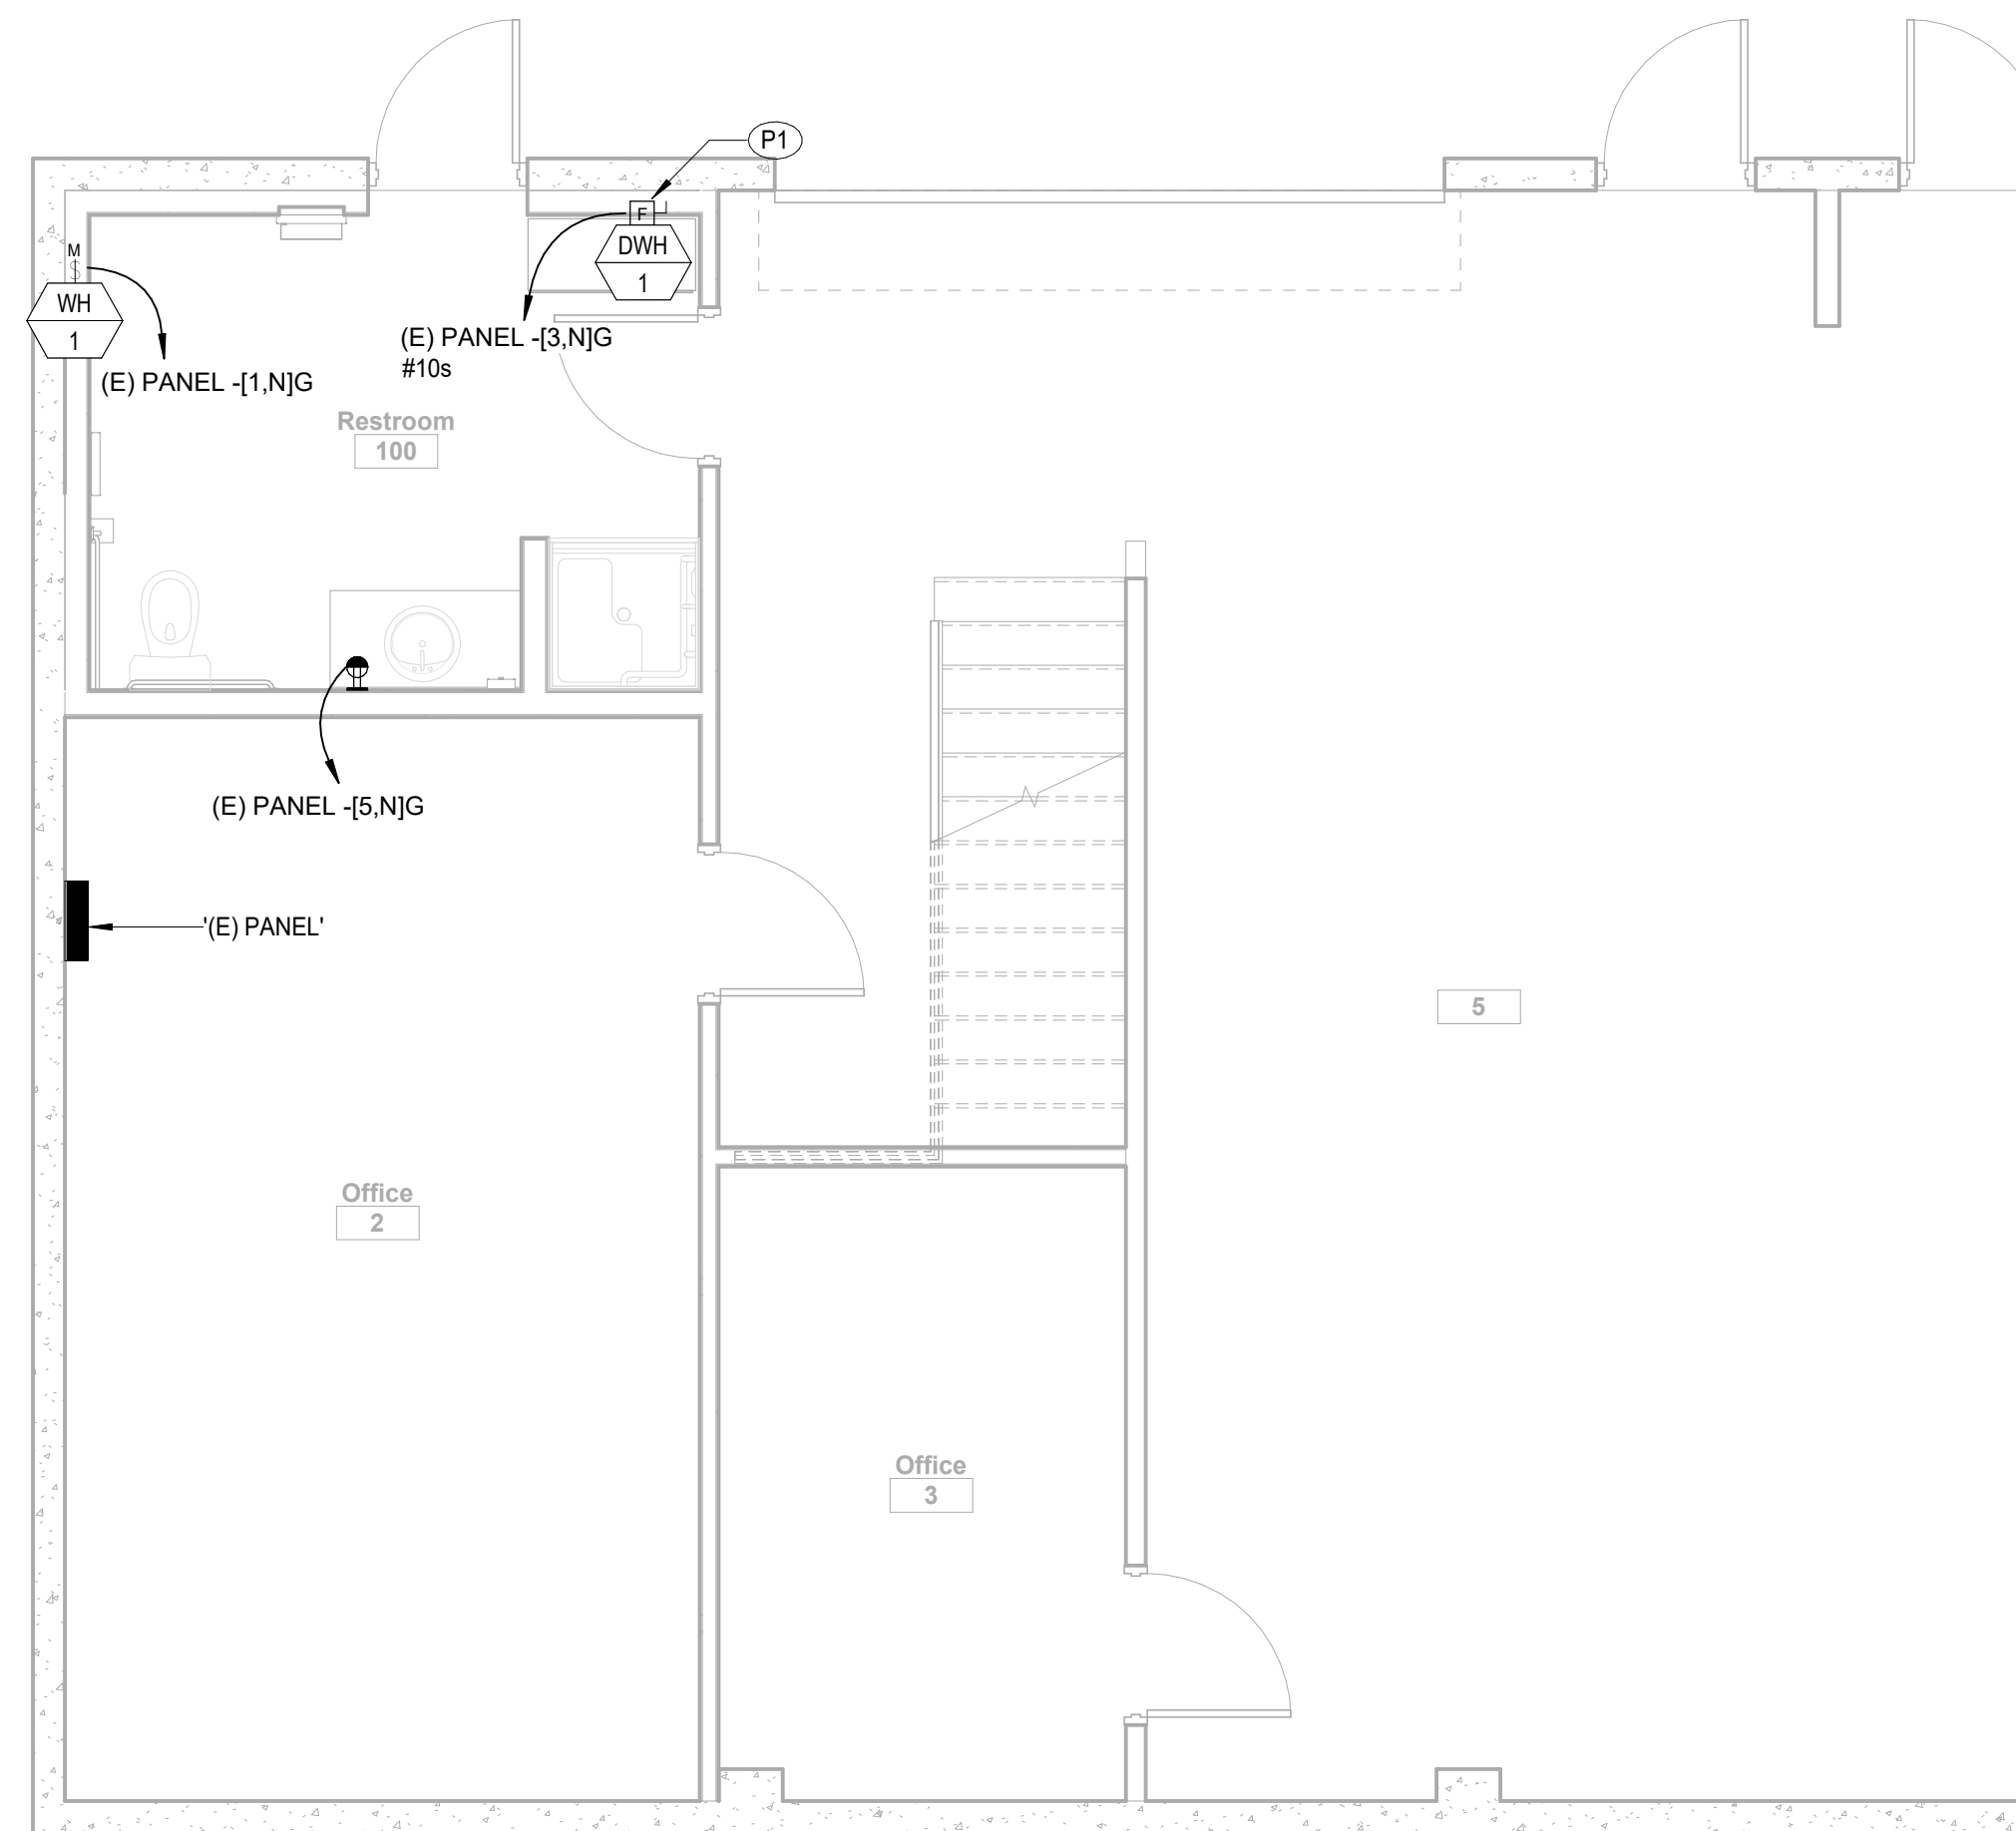 P1
F
DWH
1
M
S
WH
1
(E) PANEL -[3,N]G
#10s
(E) PANEL -[1,N]G
Restroom
100
(E) PANEL -[5,N]G
'(E) PANEL'
5
Office
2
Office
3